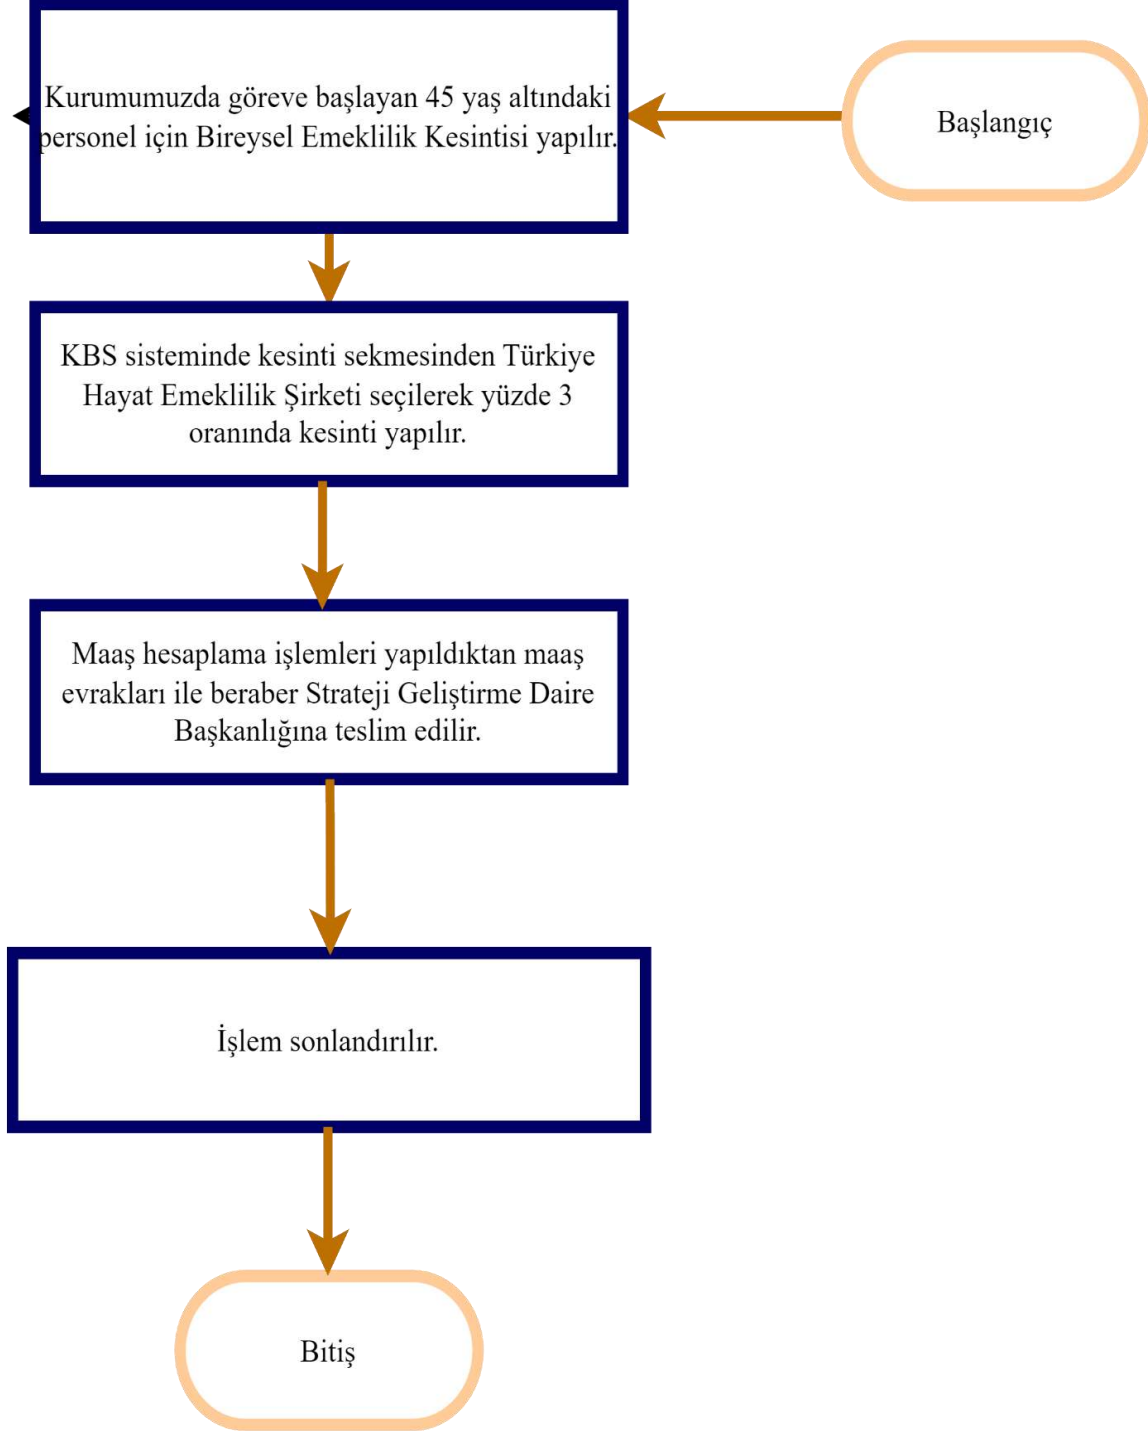 Başlangıç
Kurumumuzda göreve başlayan 45 yaş altındaki
personel için Bireysel Emeklilik Kesintisi yapılır.
KBS sisteminde kesinti sekmesinden Türkiye
Hayat Emeklilik Şirketi seçilerek yüzde 3
oranında kesinti yapılır.
Maaş hesaplama işlemleri yapıldıktan maaş
evrakları ile beraber Strateji Geliştirme Daire
Başkanlığına teslim edilir.
İşlem sonlandırılır.
Bitiş